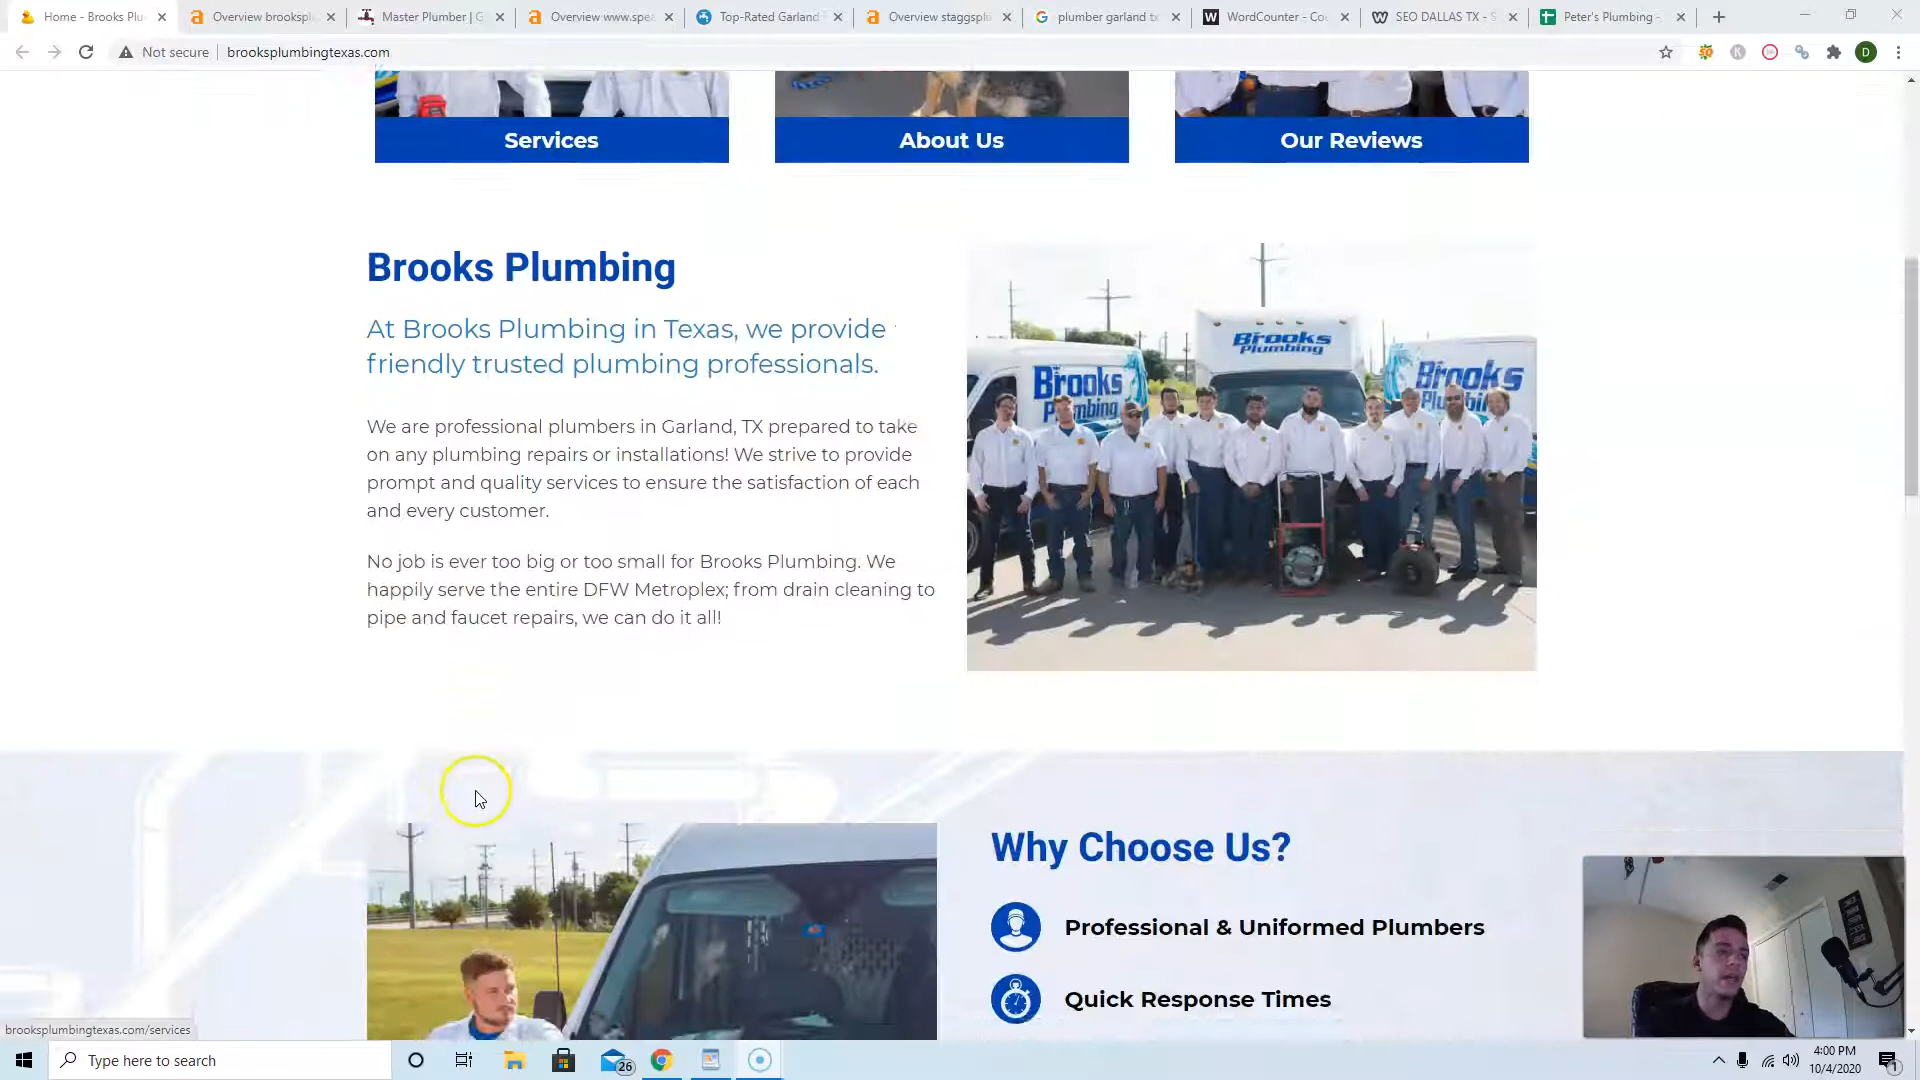 Home - Brooks Plu
Overview brookspl
Master Plumber | G
Overview www.spea
Top-Rated Garland
Overview staggsplu
plumber garland tx
WordCounter - Co
SEO DALLAS TX - S
Peter's Plumbing -
Not secure
brooksplumbingtexas.com
D
Services
About Us
Our Reviews
Brooks Plumbing
At Brooks Plumbing in Texas, we provide
friendly trusted plumbing professionals.
We are professional plumbers in Garland, TX prepared to take
on any plumbing repairs or installations! We strive to provide
prompt and quality services to ensure the satisfaction of each
and every customer.
No job is ever too big or too small for Brooks Plumbing. We
happily serve the entire DFW Metroplex; from drain cleaning to
pipe and faucet repairs, we can do it all!
Brooks
Plumbing
Brooks
Plumbing
Brooks
Why Choose Us?
Professional & Uniformed Plumbers
Quick Response Times
brooksplumbingtexas.com/services
Type here to search
26
4:00 PM
10/4/2020
1